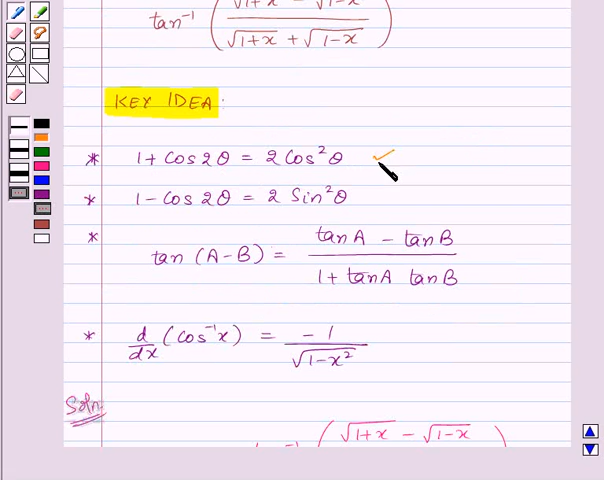 tan⁻¹ ( (√1+x − √1−x) / (√1+x + √1−x) )
KEY IDEA :
* 1 + Cos 2θ = 2 Cos²θ ✓
* 1 − Cos 2θ = 2 Sin²θ
* tan (A − B) = (tan A − tan B) / (1 + tan A tan B)
* d/dx (cos⁻¹x) = −1 / √1−x²
Soln.
( √1+x − √1−x )